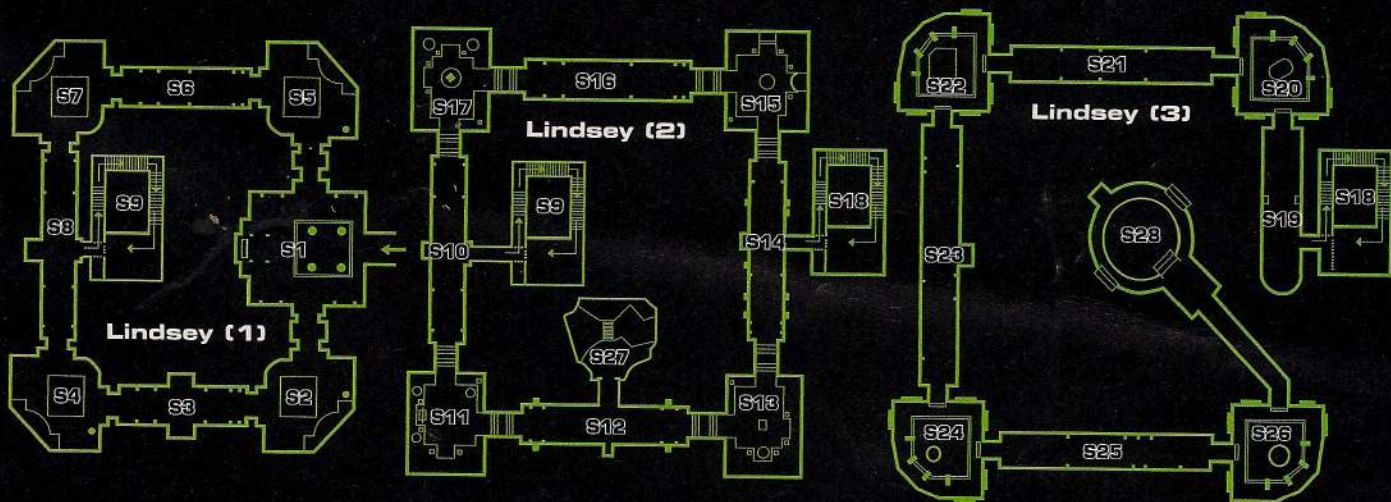 S7
S6
S5
S8
S9
S1
Lindsey (1)
S4
S3
S2
S17
S16
S15
Lindsey (2)
S10
S9
S14
S18
S27
S11
S12
S13
S22
S21
S20
Lindsey (3)
S23
S28
S19
S18
S24
S25
S26